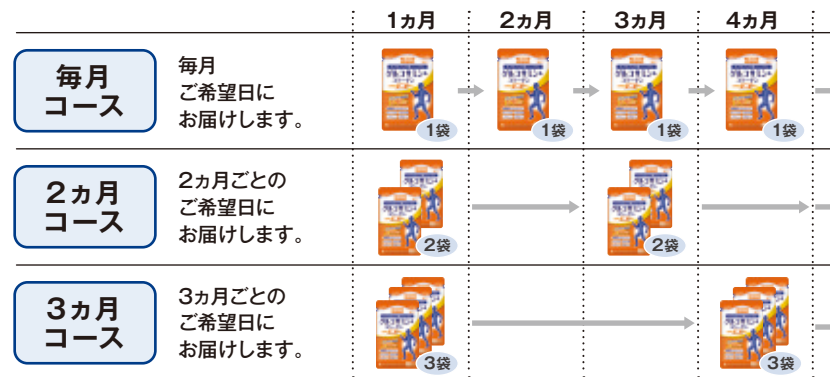 1ヵ月 2ヵ月 3ヵ月 4ヵ月
毎月
コース
毎月
ご希望日に
お届けします。
1袋 1袋 1袋 1袋
2ヵ月
コース
2ヵ月ごとの
ご希望日に
お届けします。
2袋 2袋
3ヵ月
コース
3ヵ月ごとの
ご希望日に
お届けします。
3袋 3袋